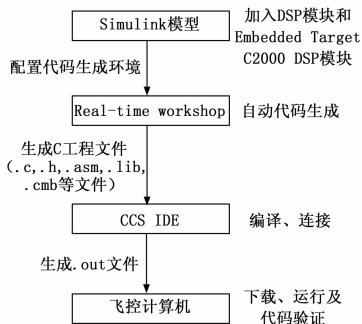 Simulink模型
加入DSP模块和
Embedded Target
C2000 DSP模块
配置代码生成环境
Real-time workshop
自动代码生成
生成C工程文件
(.c,.h,.asm,.lib,
.cmb等文件)
CCS IDE
编译、连接
生成.out文件
飞控计算机
下载、运行及
代码验证